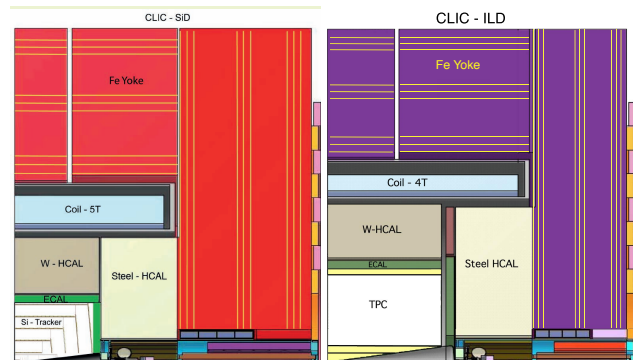 CLIC - SiD
Fe Yoke
Coil - 5T
W - HCAL
Steel - HCAL
ECAL
Si - Tracker
CLIC - ILD
Fe Yoke
Coil - 4T
W-HCAL
ECAL
Steel HCAL
TPC